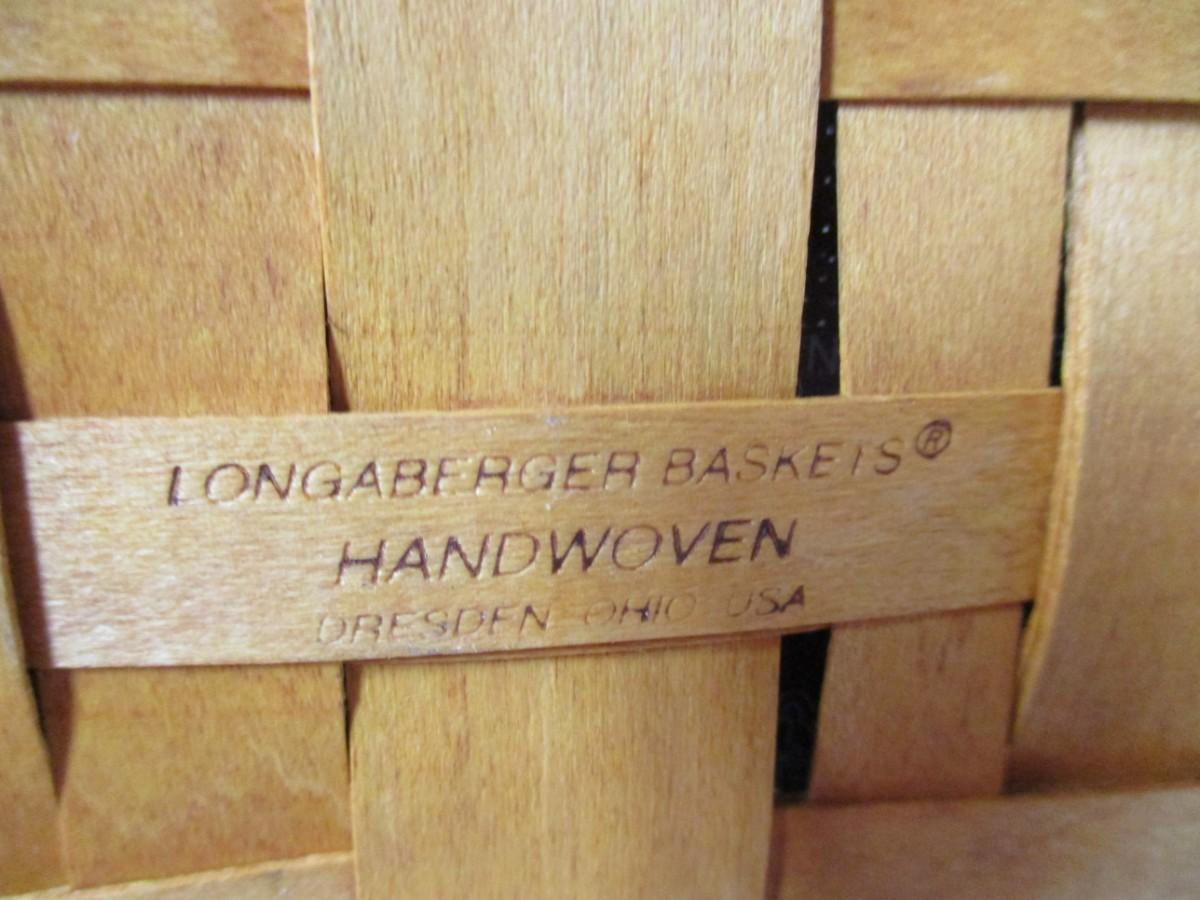 LONGABERGER BASKETS®
HANDWOVEN
DRESDEN OHIO USA